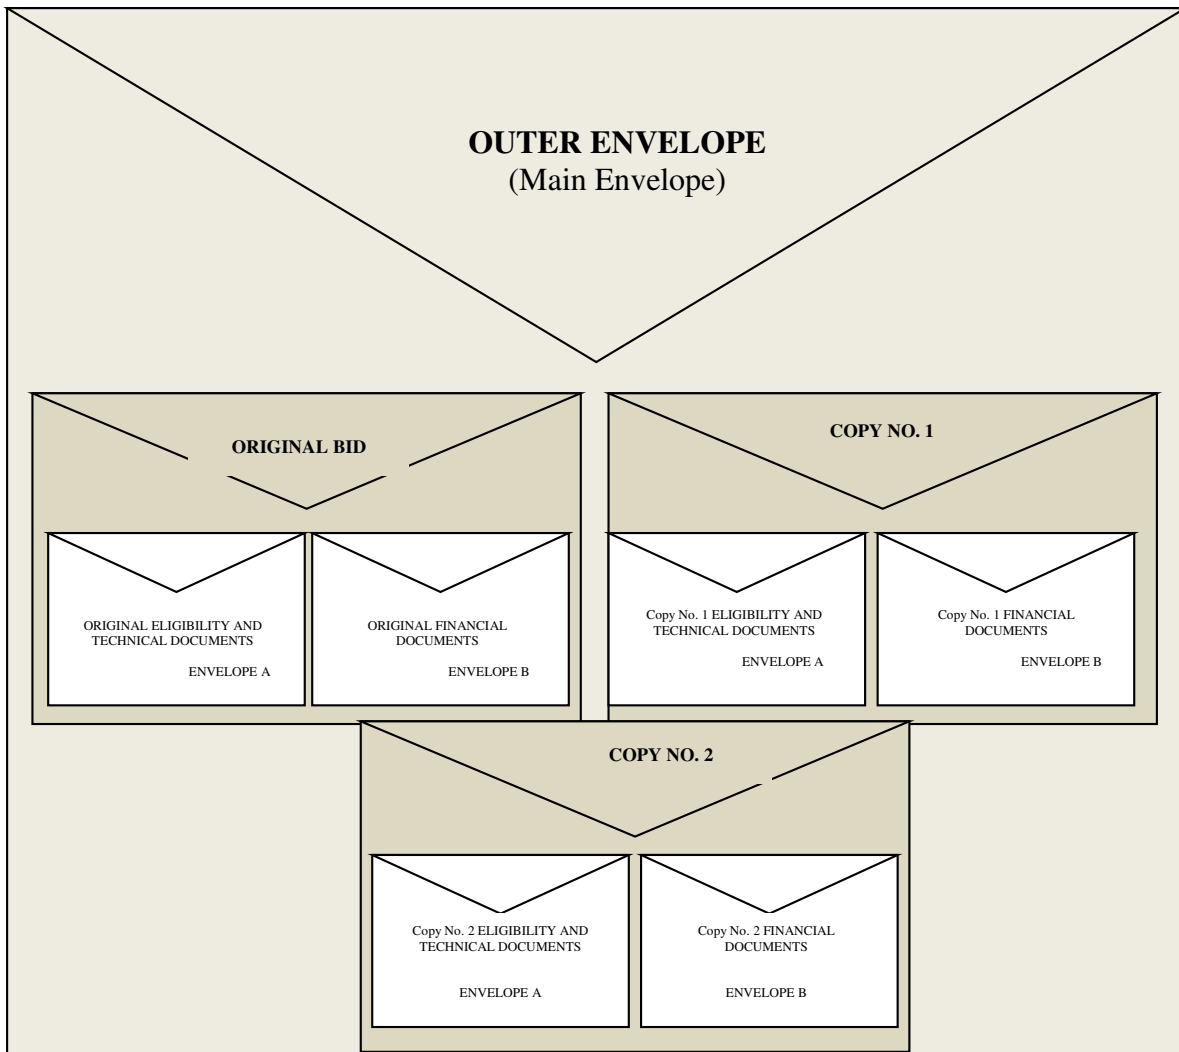 OUTER ENVELOPE
(Main Envelope)
ORIGINAL BID
COPY NO. 1
ORIGINAL ELIGIBILITY AND
TECHNICAL DOCUMENTS
ENVELOPE A
ORIGINAL FINANCIAL
DOCUMENTS
ENVELOPE B
Copy No. 1 ELIGIBILITY AND
TECHNICAL DOCUMENTS
ENVELOPE A
Copy No. 1 FINANCIAL
DOCUMENTS
ENVELOPE B
COPY NO. 2
Copy No. 2 ELIGIBILITY AND
TECHNICAL DOCUMENTS
ENVELOPE A
Copy No. 2 FINANCIAL
DOCUMENTS
ENVELOPE B